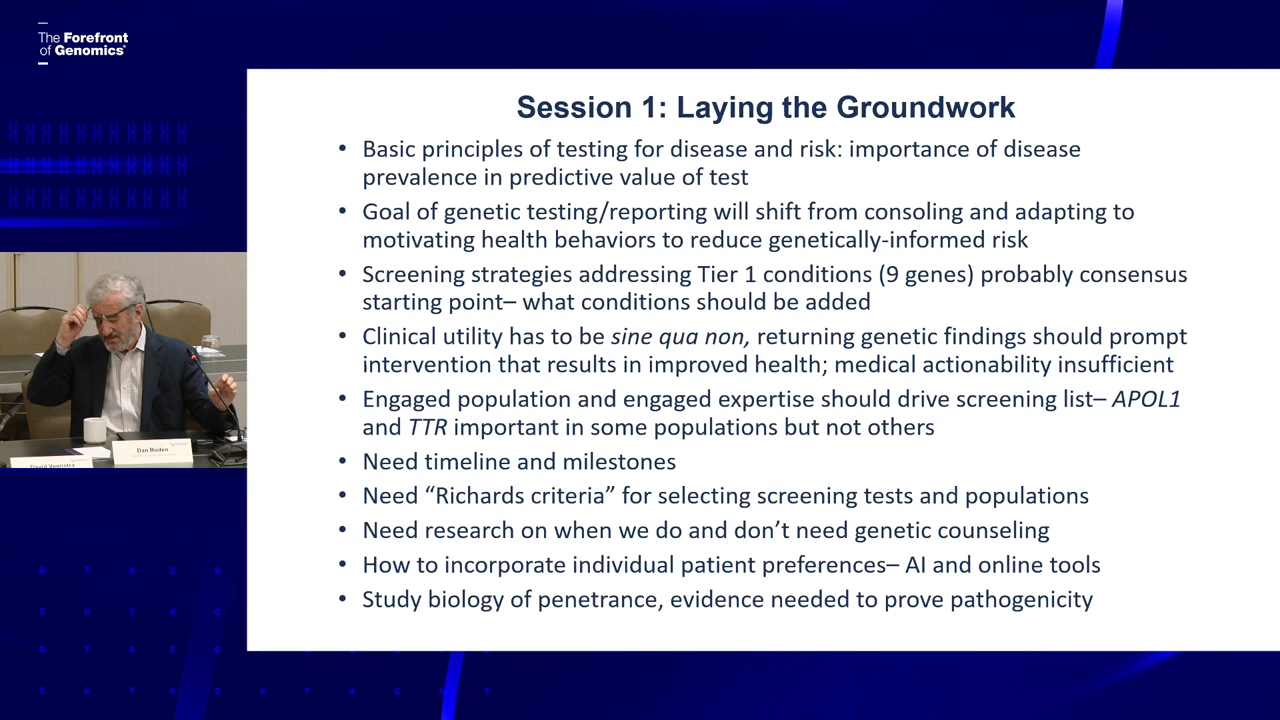 The Forefront
of Genomics
Session 1: Laying the Groundwork
• Basic principles of testing for disease and risk: importance of disease
prevalence in predictive value of test
• Goal of genetic testing/reporting will shift from consoling and adapting to
motivating health behaviors to reduce genetically-informed risk
• Screening strategies addressing Tier 1 conditions (9 genes) probably consensus
starting point– what conditions should be added
• Clinical utility has to be sine qua non, returning genetic findings should prompt
intervention that results in improved health; medical actionability insufficient
• Engaged population and engaged expertise should drive screening list– APOL1
and TTR important in some populations but not others
• Need timeline and milestones
• Need “Richards criteria” for selecting screening tests and populations
• Need research on when we do and don’t need genetic counseling
• How to incorporate individual patient preferences– AI and online tools
• Study biology of penetrance, evidence needed to prove pathogenicity
Dan Roden
David Veenstra